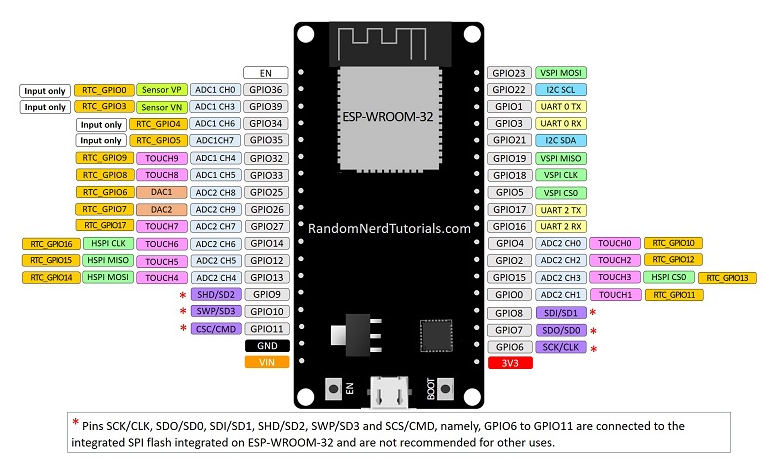 EN
Input only RTC_GPIO0 Sensor VP ADC1 CH0 GPIO36
Input only RTC_GPIO3 Sensor VN ADC1 CH3 GPIO39
Input only RTC_GPIO4 ADC1 CH6 GPIO34
Input only RTC_GPIO5 ADC1CH7 GPIO35
RTC_GPIO9 TOUCH9 ADC1 CH4 GPIO32
RTC_GPIO8 TOUCH8 ADC1 CH5 GPIO33
RTC_GPIO6 DAC1 ADC2 CH8 GPIO25
RTC_GPIO7 DAC2 ADC2 CH9 GPIO26
RTC_GPIO17 TOUCH7 ADC2 CH7 GPIO27
RTC_GPIO16 HSPI CLK TOUCH6 ADC2 CH6 GPIO14
RTC_GPIO15 HSPI MISO TOUCH5 ADC2 CH5 GPIO12
RTC_GPIO14 HSPI MOSI TOUCH4 ADC2 CH4 GPIO13
* SHD/SD2 GPIO9
* SWP/SD3 GPIO10
* CSC/CMD GPIO11
GND
VIN
ESP-WROOM-32
RandomNerdTutorials.com
EN
BOOT
GPIO23 VSPI MOSI
GPIO22 I2C SCL
GPIO1 UART 0 TX
GPIO3 UART 0 RX
GPIO21 I2C SDA
GPIO19 VSPI MISO
GPIO18 VSPI CLK
GPIO5 VSPI CS0
GPIO17 UART 2 TX
GPIO16 UART 2 RX
GPIO4 ADC2 CH0 TOUCH0 RTC_GPIO10
GPIO2 ADC2 CH2 TOUCH2 RTC_GPIO12
GPIO15 ADC2 CH3 TOUCH3 HSPI CS0 RTC_GPIO13
GPIO0 ADC2 CH1 TOUCH1 RTC_GPIO11
GPIO8 SDI/SD1 *
GPIO7 SDO/SD0 *
GPIO6 SCK/CLK *
3V3
* Pins SCK/CLK, SDO/SD0, SDI/SD1, SHD/SD2, SWP/SD3 and SCS/CMD, namely, GPIO6 to GPIO11 are connected to the
integrated SPI flash integrated on ESP-WROOM-32 and are not recommended for other uses.